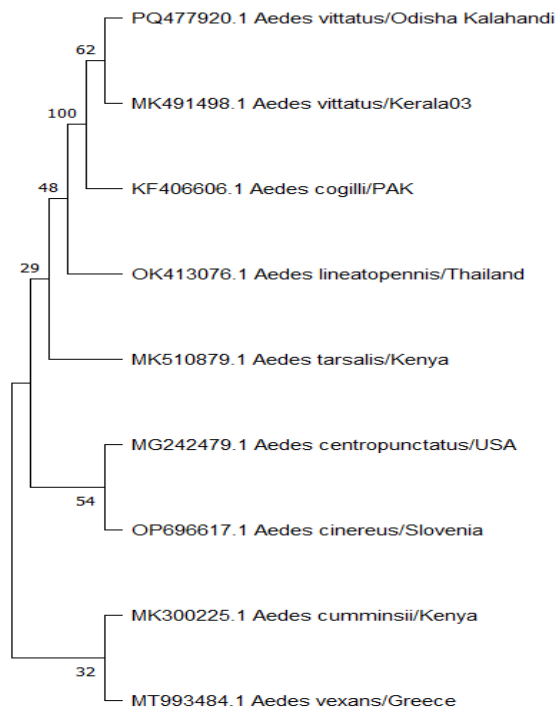 PQ477920.1 Aedes vittatus/Odisha Kalahandi
62
MK491498.1 Aedes vittatus/Kerala03
100
KF406606.1 Aedes cogilli/PAK
48
OK413076.1 Aedes lineatopennis/Thailand
29
MK510879.1 Aedes tarsalis/Kenya
MG242479.1 Aedes centropunctatus/USA
54
OP696617.1 Aedes cinereus/Slovenia
MK300225.1 Aedes cumminsii/Kenya
32
MT993484.1 Aedes vexans/Greece